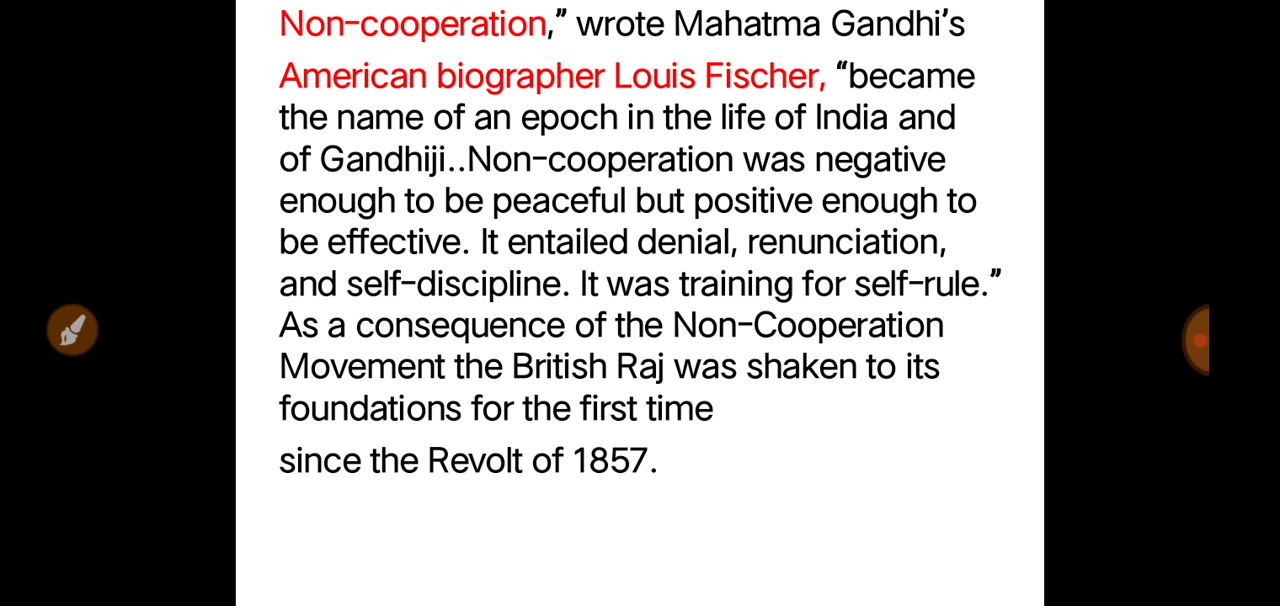 Non-cooperation,” wrote Mahatma Gandhi’s
American biographer Louis Fischer, “became
the name of an epoch in the life of India and
of Gandhiji..Non-cooperation was negative
enough to be peaceful but positive enough to
be effective. It entailed denial, renunciation,
and self-discipline. It was training for self-rule.”
As a consequence of the Non-Cooperation
Movement the British Raj was shaken to its
foundations for the first time
since the Revolt of 1857.